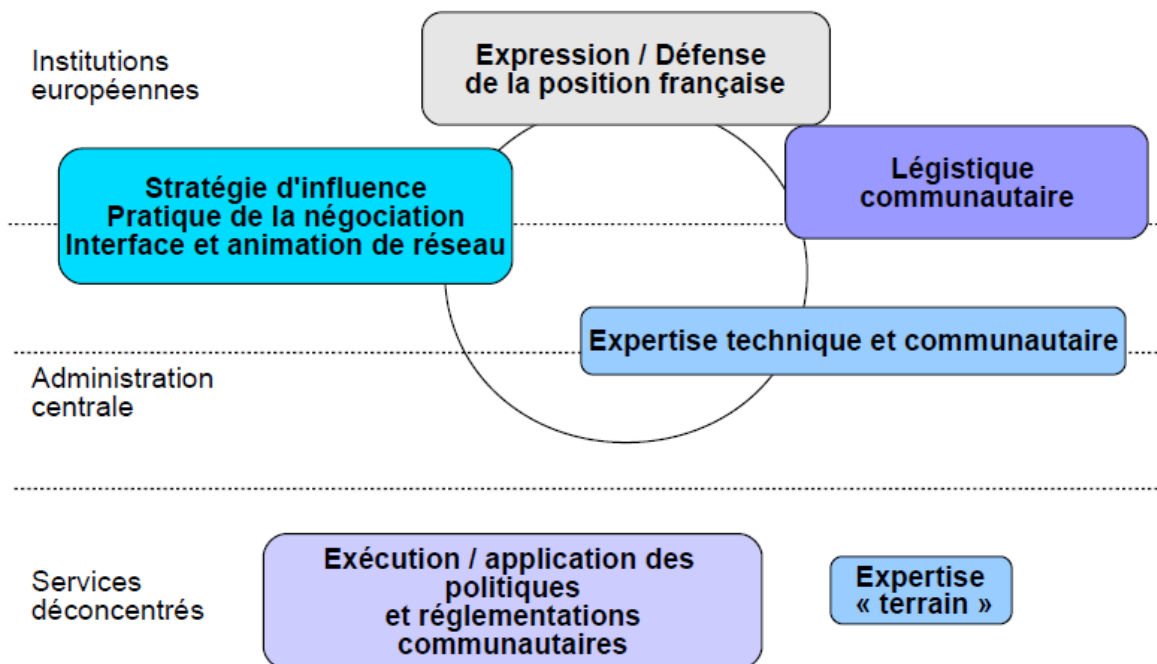 Institutions
européennes
Expression / Défense
de la position française
Stratégie d'influence
Pratique de la négociation
Interface et animation de réseau
Légistique
communautaire
Expertise technique et communautaire
Administration
centrale
Services
déconcentrés
Exécution / application des
politiques
et réglementations
communautaires
Expertise
« terrain »